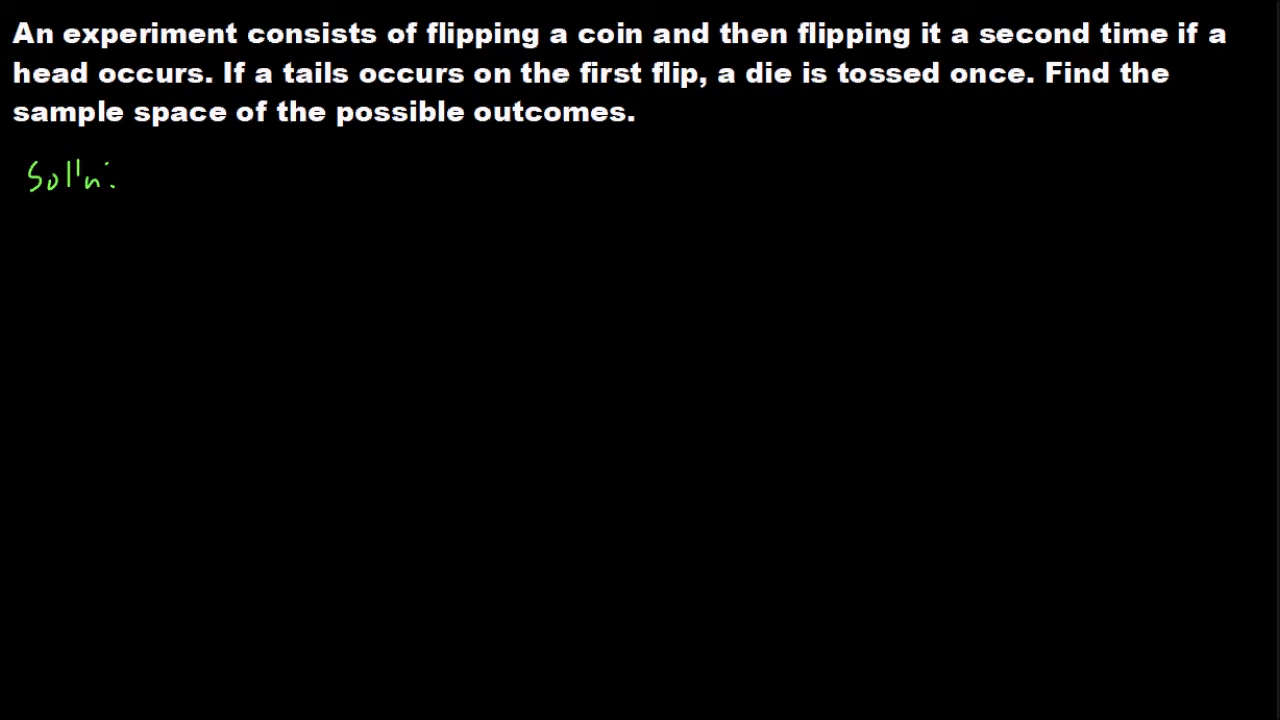 An experiment consists of flipping a coin and then flipping it a second time if a
head occurs. If a tails occurs on the first flip, a die is tossed once. Find the
sample space of the possible outcomes.
Sol'n: